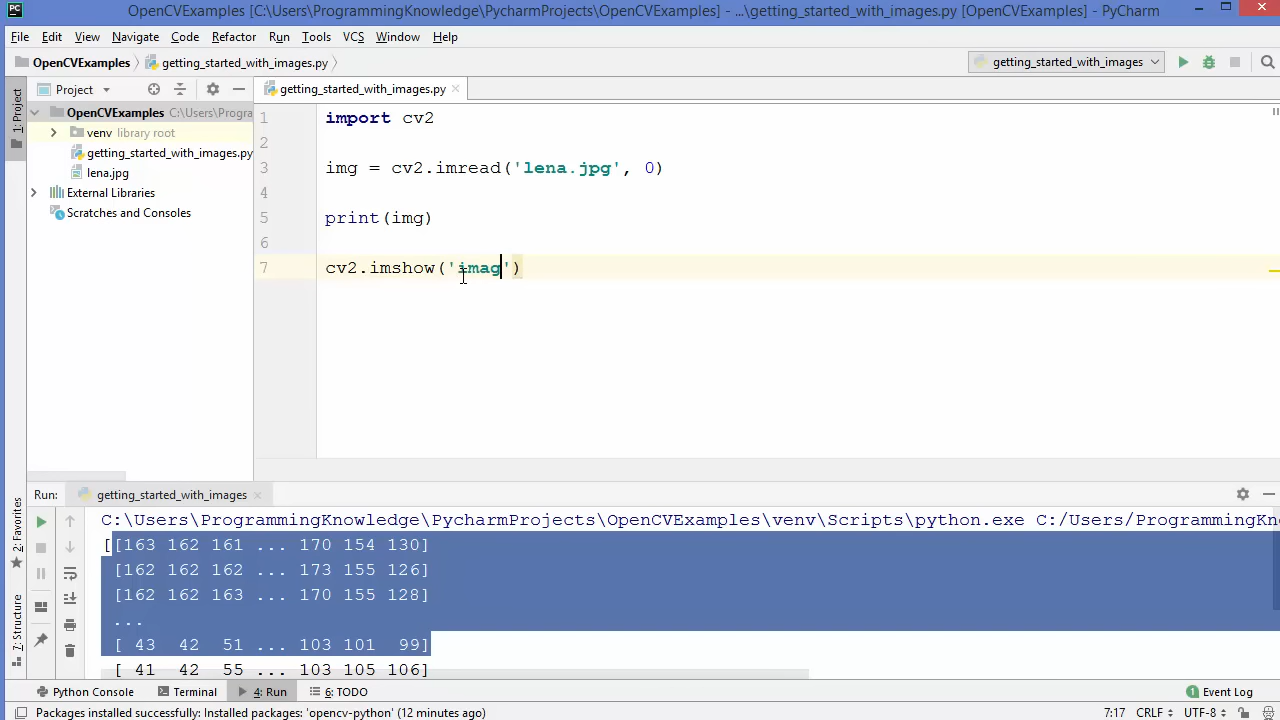 OpenCVExamples [C:\Users\ProgrammingKnowledge\PycharmProjects\OpenCVExamples] - ...\getting_started_with_images.py [OpenCVExamples] - PyCharm
File Edit View Navigate Code Refactor Run Tools VCS Window Help
OpenCVExamples getting_started_with_images.py getting_started_with_images
1: Project
Project
getting_started_with_images.py
OpenCVExamples C:\Users\Progra
venv library root
getting_started_with_images.py
lena.jpg
External Libraries
Scratches and Consoles
1 import cv2
2
3 img = cv2.imread('lena.jpg', 0)
4
5 print(img)
6
7 cv2.imshow('imag')
2: Favorites
7: Structure
Run: getting_started_with_images
C:\Users\ProgrammingKnowledge\PycharmProjects\OpenCVExamples\venv\Scripts\python.exe C:/Users/ProgrammingKno
[[163 162 161 ... 170 154 130]
[162 162 162 ... 173 155 126]
[162 162 163 ... 170 155 128]
...
[ 43 42 51 ... 103 101 99]
[ 41 42 55 ... 103 105 106]
Python Console Terminal 4: Run 6: TODO Event Log
Packages installed successfully: Installed packages: 'opencv-python' (12 minutes ago) 7:17 CRLF UTF-8